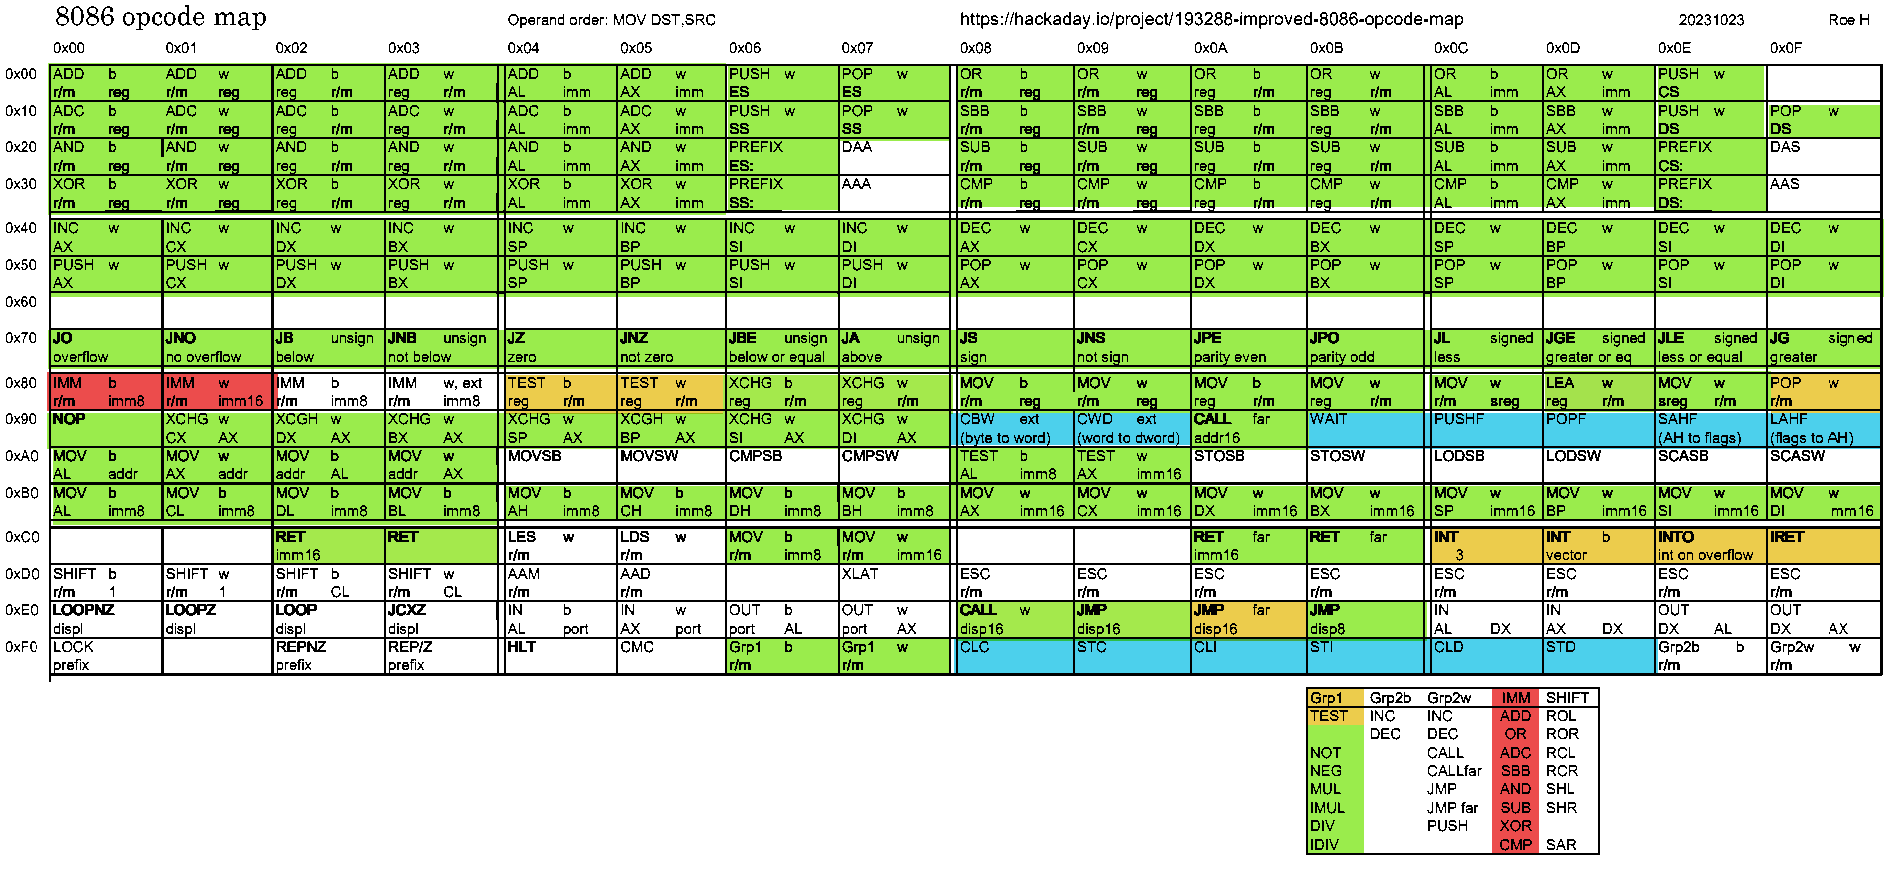 8086 opcode map Operand order: MOV DST,SRC https://hackaday.io/project/193288-improved-8086-opcode-map 20231023 Roe H
0x00 0x01 0x02 0x03 0x04 0x05 0x06 0x07 0x08 0x09 0x0A 0x0B 0x0C 0x0D 0x0E 0x0F
0x00 ADD b ADD w ADD b ADD w ADD b ADD w PUSH w POP w OR b OR w OR b OR w OR b OR w PUSH w
r/m reg r/m reg reg r/m reg r/m AL imm AX imm ES ES r/m reg r/m reg reg r/m reg r/m AL imm AX imm CS
0x10 ADC b ADC w ADC b ADC w ADC b ADC w PUSH w POP w SBB b SBB w SBB b SBB w SBB b SBB w PUSH w POP w
r/m reg r/m reg reg r/m reg r/m AL imm AX imm SS SS r/m reg r/m reg reg r/m reg r/m AL imm AX imm DS DS
0x20 AND b AND w AND b AND w AND b AND w PREFIX DAA SUB b SUB w SUB b SUB w SUB b SUB w PREFIX DAS
r/m reg r/m reg reg r/m reg r/m AL imm AX imm ES: r/m reg r/m reg reg r/m reg r/m AL imm AX imm CS:
0x30 XOR b XOR w XOR b XOR w XOR b XOR w PREFIX AAA CMP b CMP w CMP b CMP w CMP b CMP w PREFIX AAS
r/m reg r/m reg reg r/m reg r/m AL imm AX imm SS: r/m reg r/m reg reg r/m reg r/m AL imm AX imm DS:
0x40 INC w INC w INC w INC w INC w INC w INC w INC w DEC w DEC w DEC w DEC w DEC w DEC w DEC w DEC w
AX CX DX BX SP BP SI DI AX CX DX BX SP BP SI DI
0x50 PUSH w PUSH w PUSH w PUSH w PUSH w PUSH w PUSH w PUSH w POP w POP w POP w POP w POP w POP w POP w POP w
AX CX DX BX SP BP SI DI AX CX DX BX SP BP SI DI
0x60
0x70 JO JNO JB unsign JNB unsign JZ JNZ JBE unsign JA unsign JS JNS JPE JPO JL signed JGE signed JLE signed JG signed
overflow no overflow below not below zero not zero below or equal above sign not sign parity even parity odd less greater or eq less or equal greater
0x80 IMM b IMM w IMM b IMM w, ext TEST b TEST w XCHG b XCHG w MOV b MOV w MOV b MOV w MOV w LEA w MOV w POP w
r/m imm8 r/m imm16 r/m imm8 r/m imm8 reg r/m reg r/m reg r/m reg r/m r/m reg r/m reg reg r/m reg r/m r/m sreg reg r/m sreg r/m r/m
0x90 NOP XCHG w XCGH w XCHG w XCHG w XCGH w XCHG w XCHG w CBW ext CWD ext CALL far WAIT PUSHF POPF SAHF LAHF
CX AX DX AX BX AX SP AX BP AX SI AX DI AX (byte to word) (word to dword) addr16 (AH to flags) (flags to AH)
0xA0 MOV b MOV w MOV b MOV w MOVSB MOVSW CMPSB CMPSW TEST b TEST w STOSB STOSW LODSB LODSW SCASB SCASW
AL addr AX addr addr AL addr AX AL imm8 AX imm16
0xB0 MOV b MOV b MOV b MOV b MOV b MOV b MOV b MOV b MOV w MOV w MOV w MOV w MOV w MOV w MOV w MOV w
AL imm8 CL imm8 DL imm8 BL imm8 AH imm8 CH imm8 DH imm8 BH imm8 AX imm16 CX imm16 DX imm16 BX imm16 SP imm16 BP imm16 SI imm16 DI mm16
0xC0 RET RET LES w LDS w MOV b MOV w RET far RET far INT INT b INTO IRET
imm16 r/m r/m r/m imm8 r/m imm16 imm16 3 vector int on overflow
0xD0 SHIFT b SHIFT w SHIFT b SHIFT w AAM AAD XLAT ESC ESC ESC ESC ESC ESC ESC ESC
r/m 1 r/m 1 r/m CL r/m CL r/m r/m r/m r/m r/m r/m r/m r/m
0xE0 LOOPNZ LOOPZ LOOP JCXZ IN b IN w OUT b OUT w CALL w JMP JMP far JMP IN IN OUT OUT
displ displ displ displ AL port AX port port AL port AX disp16 disp16 disp16 disp8 AL DX AX DX DX AL DX AX
0xF0 LOCK REPNZ REP/Z HLT CMC Grp1 b Grp1 w CLC STC CLI STI CLD STD Grp2b b Grp2w w
prefix prefix prefix r/m r/m r/m r/m
Grp1 Grp2b Grp2w IMM SHIFT
TEST INC INC ADD ROL
DEC DEC OR ROR
NOT CALL ADC RCL
NEG CALLfar SBB RCR
MUL JMP AND SHL
IMUL JMP far SUB SHR
DIV PUSH XOR
IDIV CMP SAR